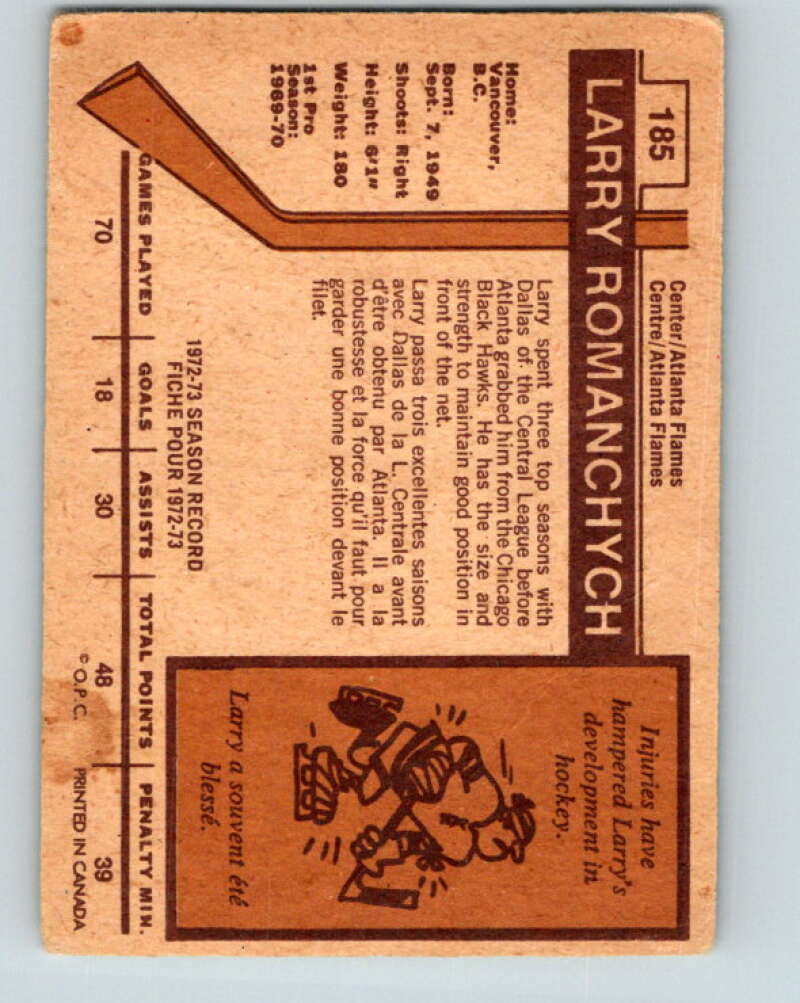 185
Center/Atlanta Flames
Centre/Atlanta Flames
LARRY ROMANCHYCH
Home:
Vancouver,
B.C.
Born:
Sept. 7, 1949
Shoots: Right
Height: 6'1"
Weight: 180
1st Pro
Season:
1969-70
Larry spent three top seasons with
Dallas of the Central League before
Atlanta grabbed him from the Chicago
Black Hawks. He has the size and
strength to maintain good position in
front of the net.
Larry passa trois excellentes saisons
avec Dallas de la L. Centrale avant
d'être obtenu par Atlanta. Il a la
robustesse et la force qu'il faut pour
garder une bonne position devant le
filet.
Injuries have
hampered Larry's
development in
hockey.
Larry a souvent été
blessé.
1972-73 SEASON RECORD
FICHE POUR 1972-73
GAMES PLAYED GOALS ASSISTS TOTAL POINTS PENALTY MIN.
70 18 30 48 39
© O.P.C. PRINTED IN CANADA